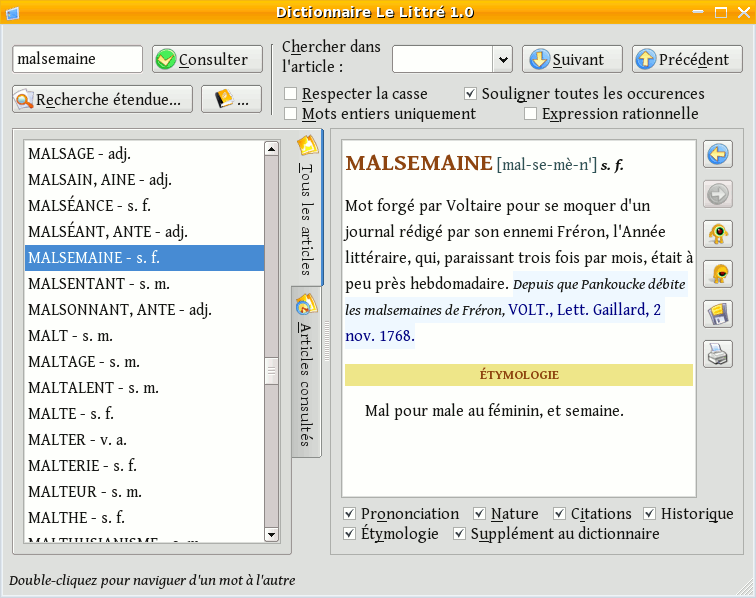 Dictionnaire Le Littré 1.0
malsemaine
Consulter
Chercher dans
l'article :
Suivant
Précédent
Recherche étendue...
...
Respecter la casse
Souligner toutes les occurences
Mots entiers uniquement
Expression rationnelle
MALSAGE - adj.
MALSAIN, AINE - adj.
MALSÉANCE - s. f.
MALSÉANT, ANTE - adj.
MALSEMAINE - s. f.
MALSENTANT - s. m.
MALSONNANT, ANTE - adj.
MALT - s. m.
MALTAGE - s. m.
MALTALENT - s. m.
MALTE - s. f.
MALTER - v. a.
MALTERIE - s. f.
MALTEUR - s. m.
MALTHE - s. f.
MALTHUSIANISME - s. m.
Tous les articles
Articles consultés
MALSEMAINE [mal-se-mè-n'] s. f.
Mot forgé par Voltaire pour se moquer d'un
journal rédigé par son ennemi Fréron, l'Année
littéraire, qui, paraissant trois fois par mois, était à
peu près hebdomadaire. Depuis que Pankoucke débite
les malsemaines de Fréron, VOLT., Lett. Gaillard, 2
nov. 1768.
ÉTYMOLOGIE
Mal pour male au féminin, et semaine.
Prononciation
Nature
Citations
Historique
Étymologie
Supplément au dictionnaire
Double-cliquez pour naviguer d'un mot à l'autre